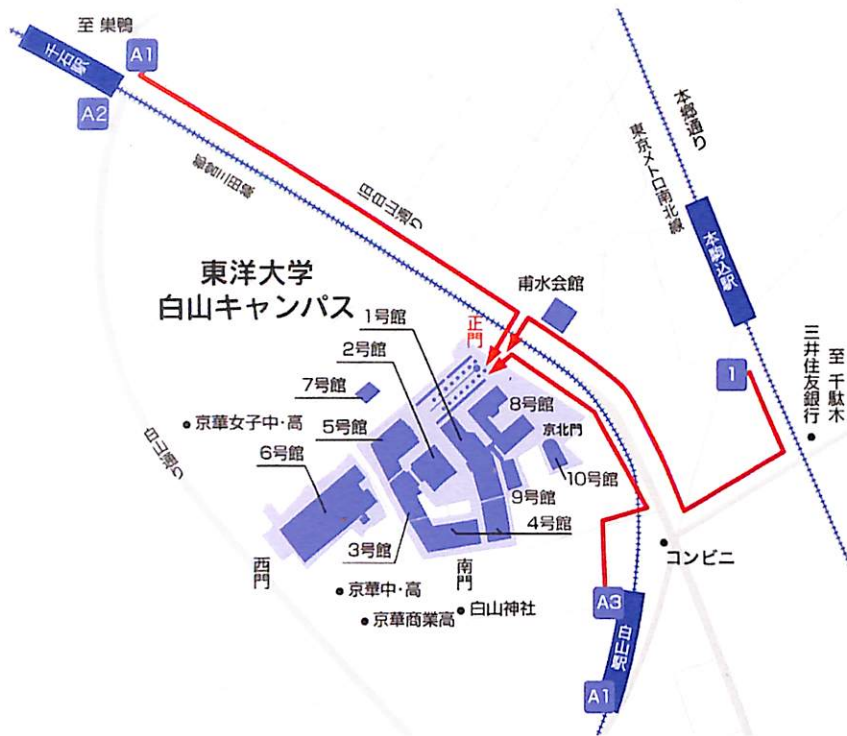 至 巣鴨
A1
千石駅
A2
都営三田線
旧白山通り
本郷通り
東京メトロ南北線
本駒込駅
甫水会館
東洋大学
白山キャンパス
1号館
正門
2号館
7号館
1
三井住友銀行
至 千駄木
8号館
京華女子中・高
5号館
京北門
白山通り
6号館
10号館
9号館
4号館
3号館
西門
南門
コンビニ
京華中・高
A3
白山神社
京華商業高
白山駅
A1